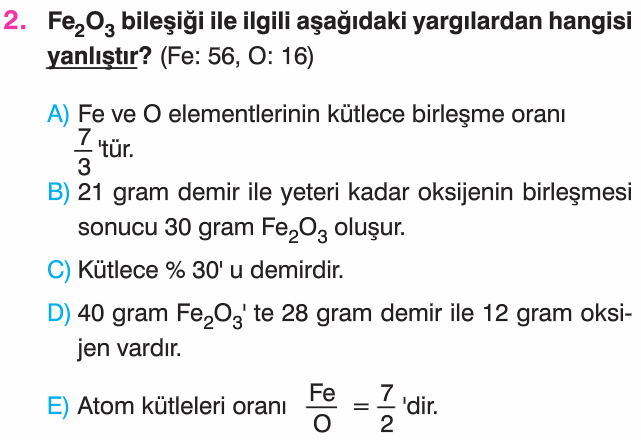 2. Fe₂O₃ bileşiği ile ilgili aşağıdaki yargılardan hangisi
yanlıştır? (Fe: 56, O: 16)
A) Fe ve O elementlerinin kütlece birleşme oranı
7/3 'tür.
B) 21 gram demir ile yeteri kadar oksijenin birleşmesi
sonucu 30 gram Fe₂O₃ oluşur.
C) Kütlece % 30' u demirdir.
D) 40 gram Fe₂O₃' te 28 gram demir ile 12 gram oksi-
jen vardır.
E) Atom kütleleri oranı Fe/O = 7/2 'dir.